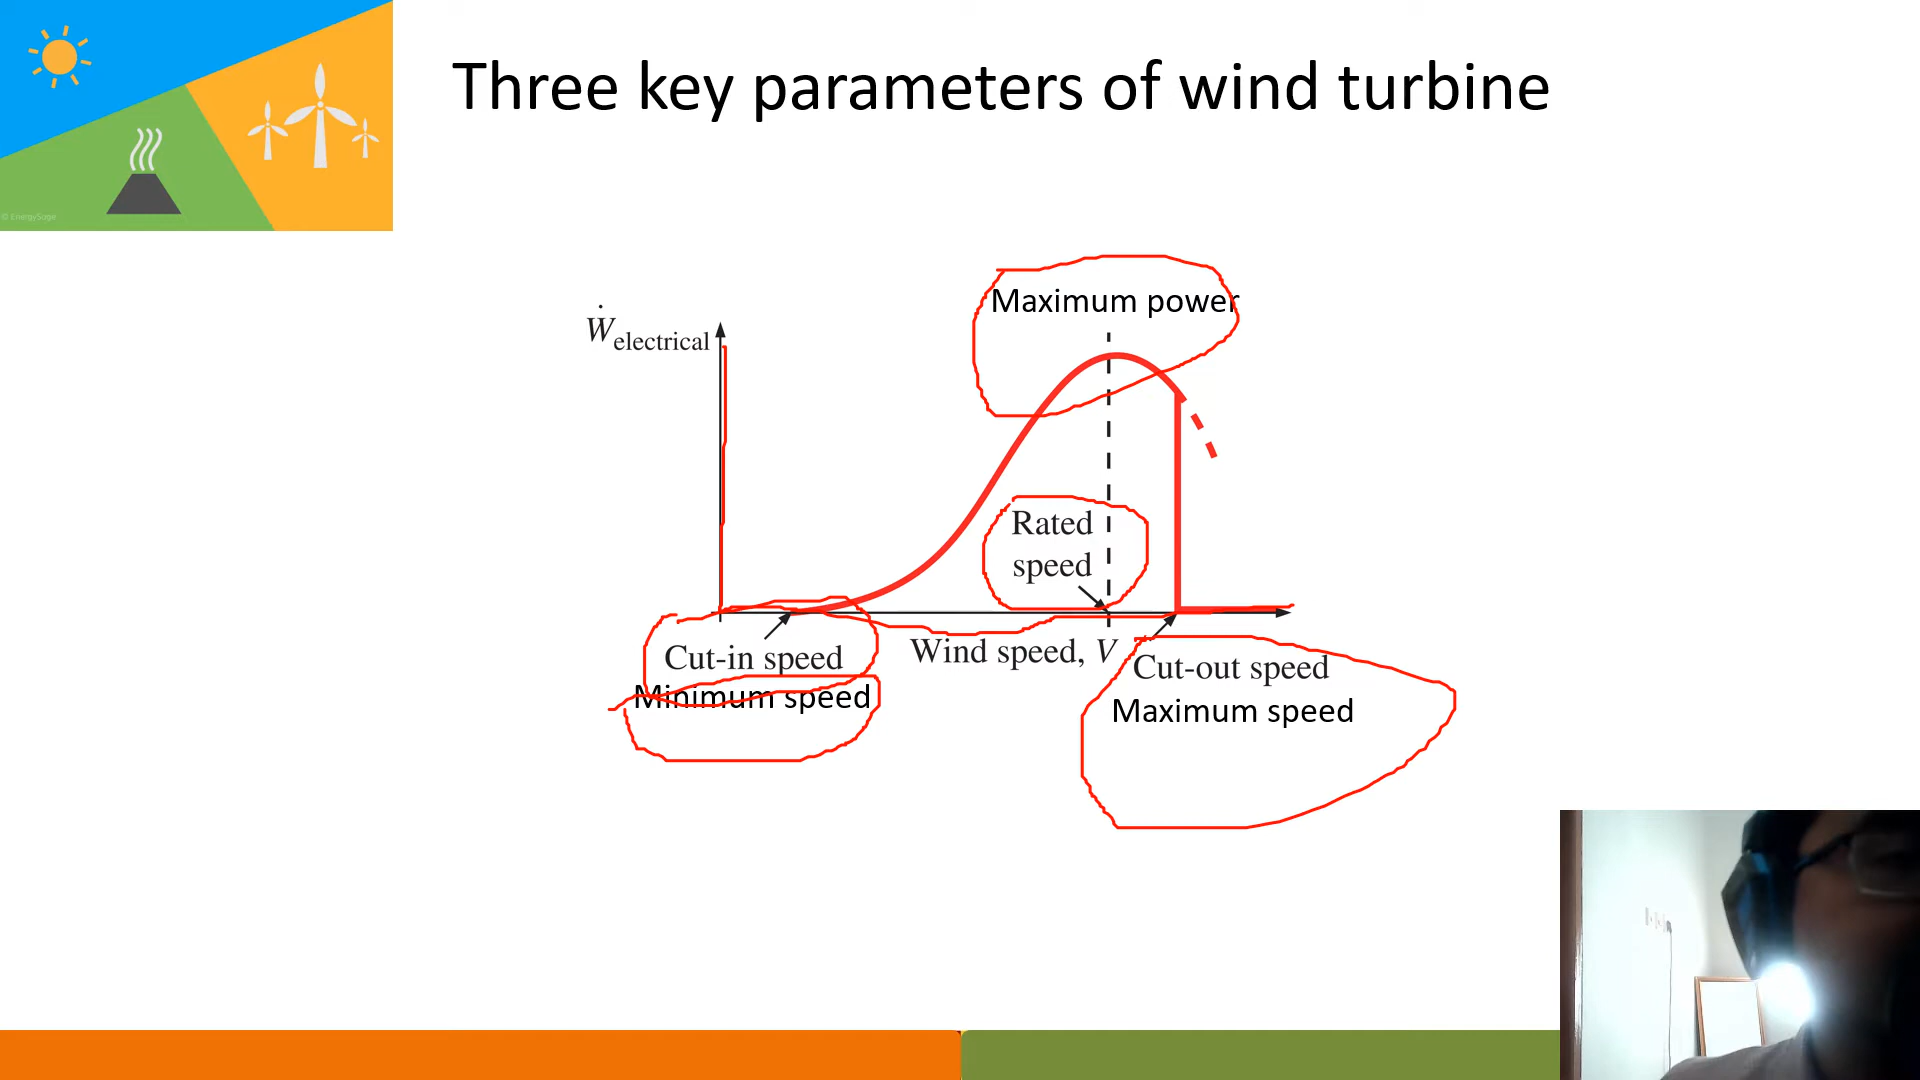 Three key parameters of wind turbine
© EnergySage
Maximum power
Ẇelectrical
Rated
speed
Cut-in speed
Wind speed, V
Cut-out speed
Minimum speed
Maximum speed